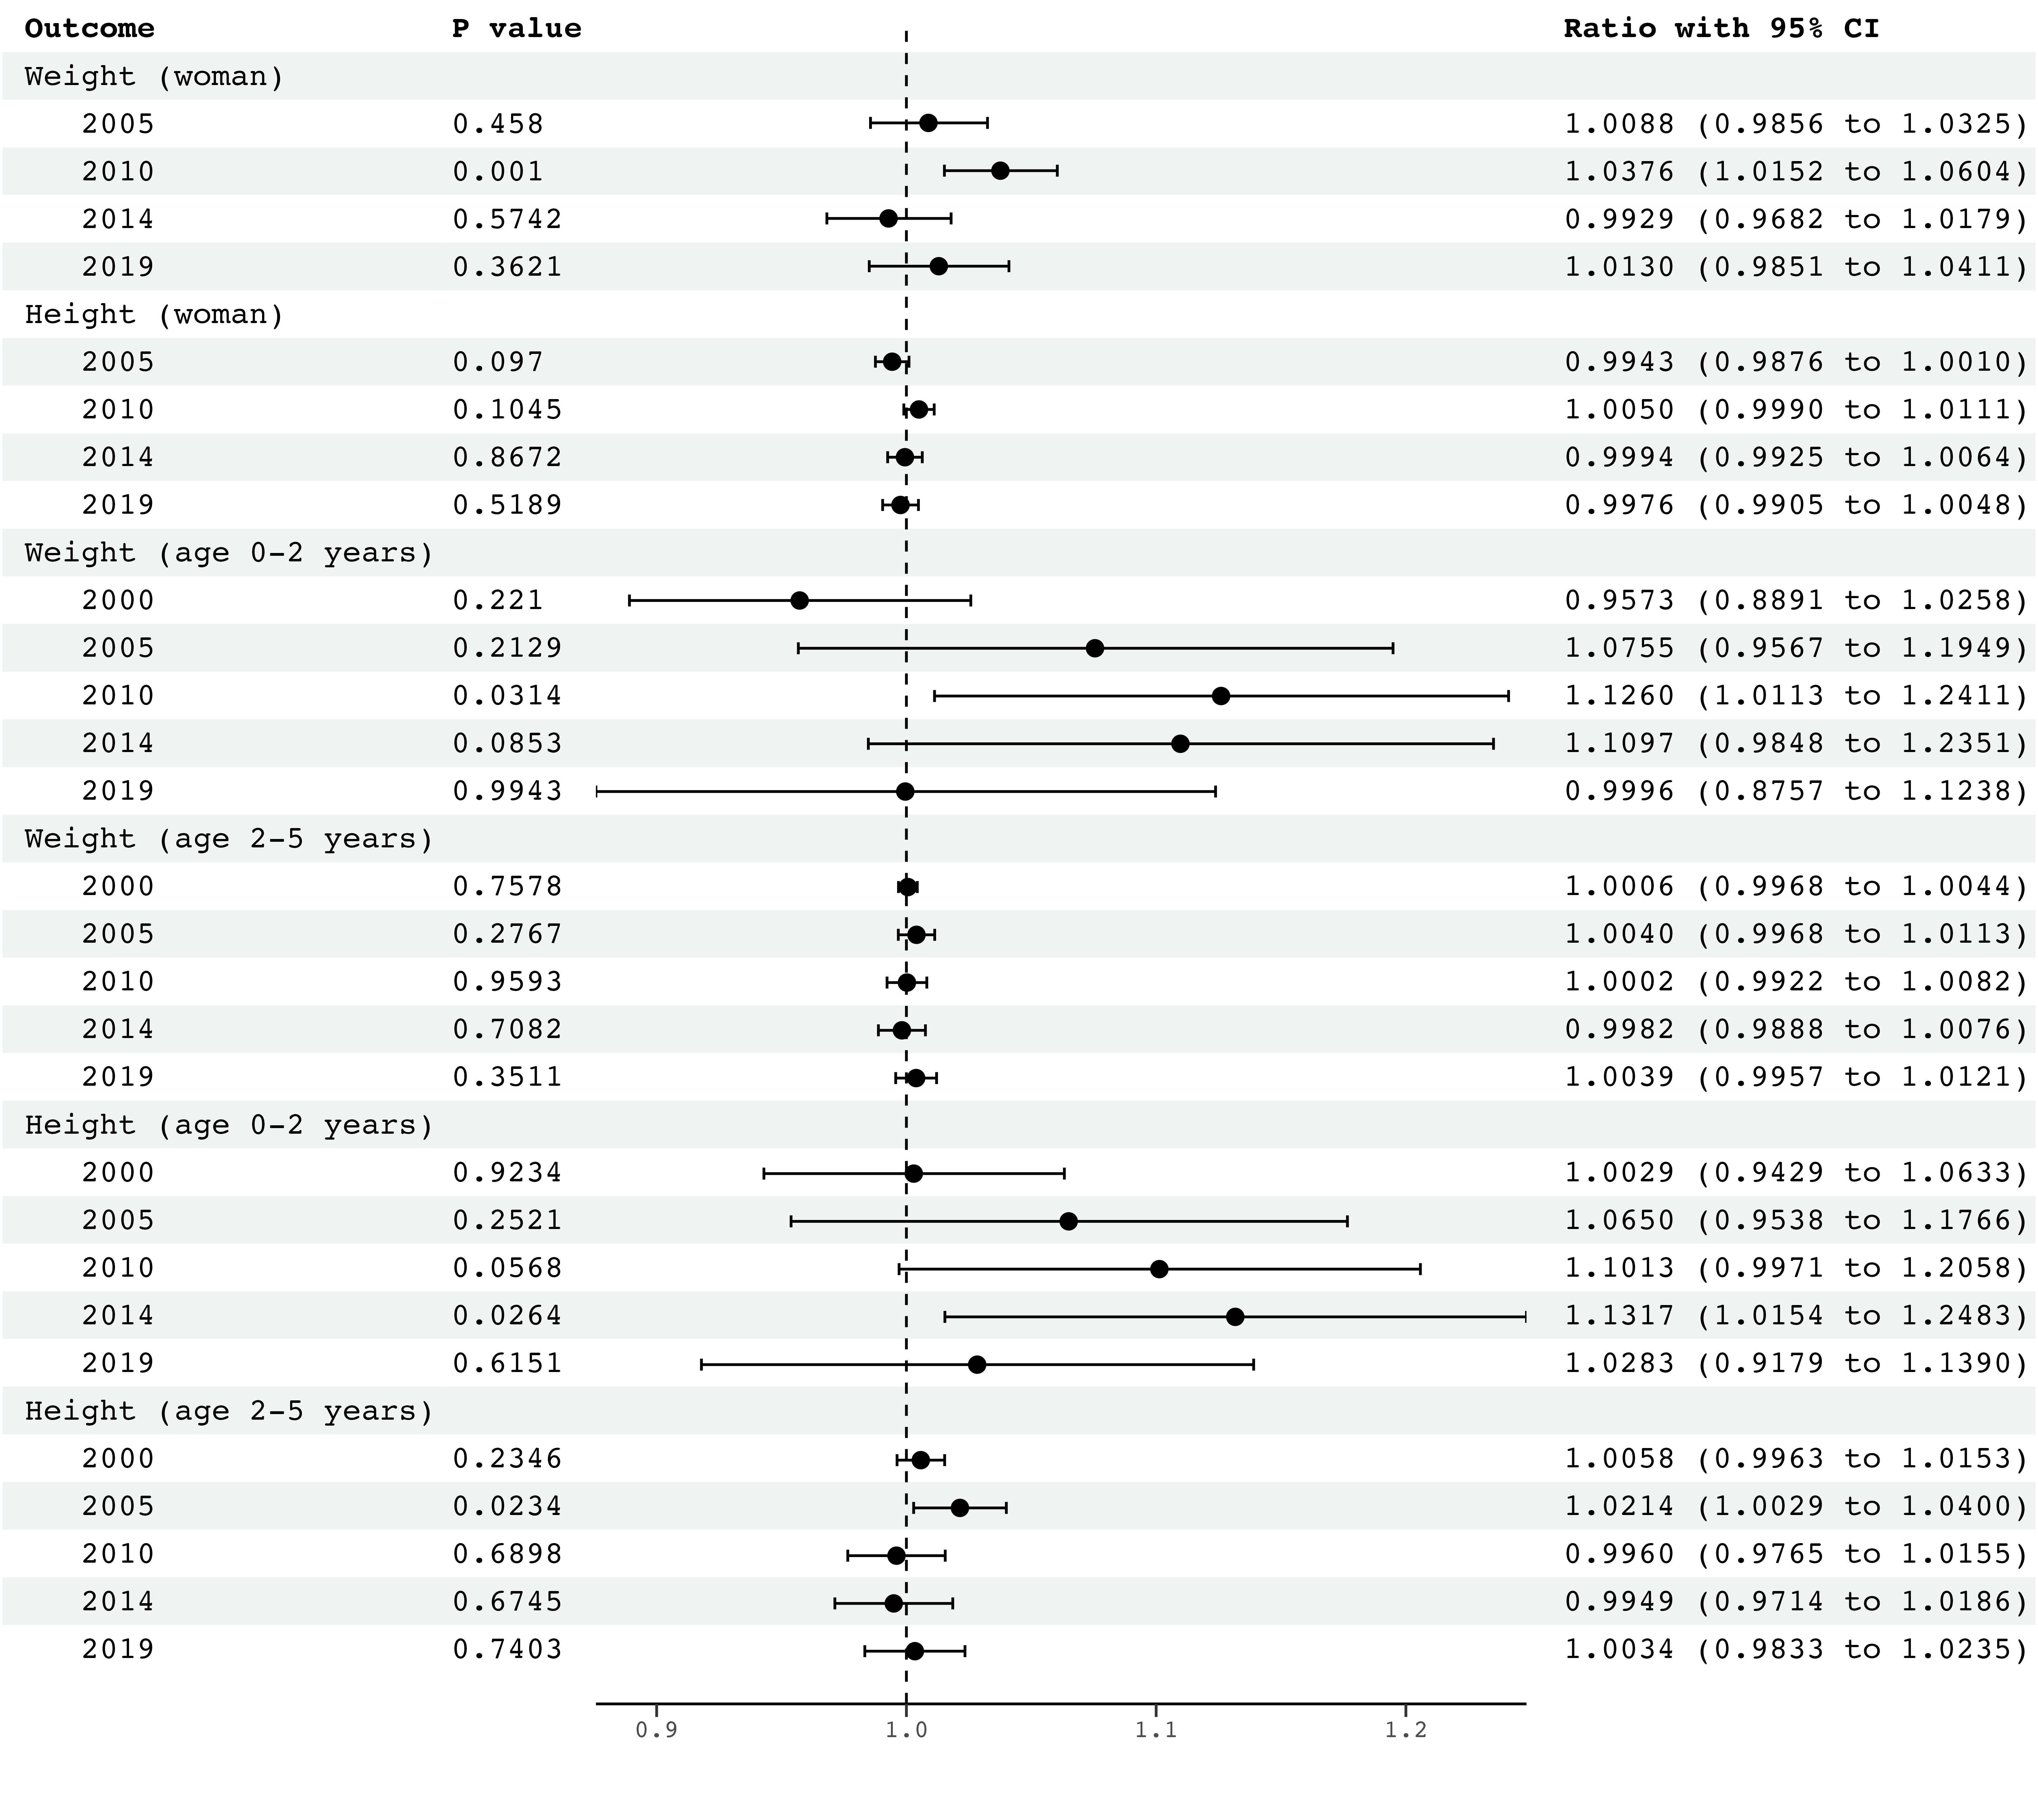 Outcome P value Ratio with 95% CI
Weight (woman)
2005 0.458 1.0088 (0.9856 to 1.0325)
2010 0.001 1.0376 (1.0152 to 1.0604)
2014 0.5742 0.9929 (0.9682 to 1.0179)
2019 0.3621 1.0130 (0.9851 to 1.0411)
Height (woman)
2005 0.097 0.9943 (0.9876 to 1.0010)
2010 0.1045 1.0050 (0.9990 to 1.0111)
2014 0.8672 0.9994 (0.9925 to 1.0064)
2019 0.5189 0.9976 (0.9905 to 1.0048)
Weight (age 0-2 years)
2000 0.221 0.9573 (0.8891 to 1.0258)
2005 0.2129 1.0755 (0.9567 to 1.1949)
2010 0.0314 1.1260 (1.0113 to 1.2411)
2014 0.0853 1.1097 (0.9848 to 1.2351)
2019 0.9943 0.9996 (0.8757 to 1.1238)
Weight (age 2-5 years)
2000 0.7578 1.0006 (0.9968 to 1.0044)
2005 0.2767 1.0040 (0.9968 to 1.0113)
2010 0.9593 1.0002 (0.9922 to 1.0082)
2014 0.7082 0.9982 (0.9888 to 1.0076)
2019 0.3511 1.0039 (0.9957 to 1.0121)
Height (age 0-2 years)
2000 0.9234 1.0029 (0.9429 to 1.0633)
2005 0.2521 1.0650 (0.9538 to 1.1766)
2010 0.0568 1.1013 (0.9971 to 1.2058)
2014 0.0264 1.1317 (1.0154 to 1.2483)
2019 0.6151 1.0283 (0.9179 to 1.1390)
Height (age 2-5 years)
2000 0.2346 1.0058 (0.9963 to 1.0153)
2005 0.0234 1.0214 (1.0029 to 1.0400)
2010 0.6898 0.9960 (0.9765 to 1.0155)
2014 0.6745 0.9949 (0.9714 to 1.0186)
2019 0.7403 1.0034 (0.9833 to 1.0235)
0.9 1.0 1.1 1.2